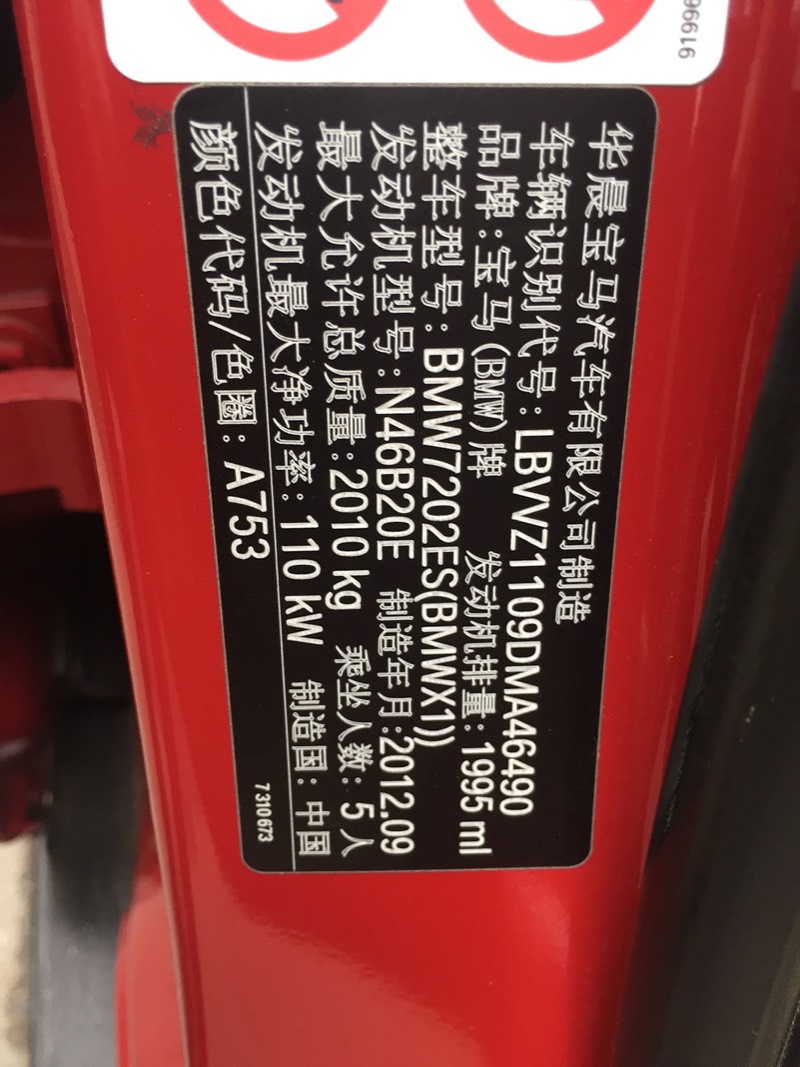 华晨宝马汽车有限公司制造
车辆识别代号:LBVVZ1109DMA46490
品牌:宝马(BMW)牌 发动机排量:1995 ml
整车型号:BMW7202ES(BMWX1))
发动机型号:N46B20E 制造年月:2012.09
最大允许总质量:2010 kg 乘坐人数:5人
发动机最大净功率:110 kW 制造国:中国
颜色代码/色圈:A753
7 310 673